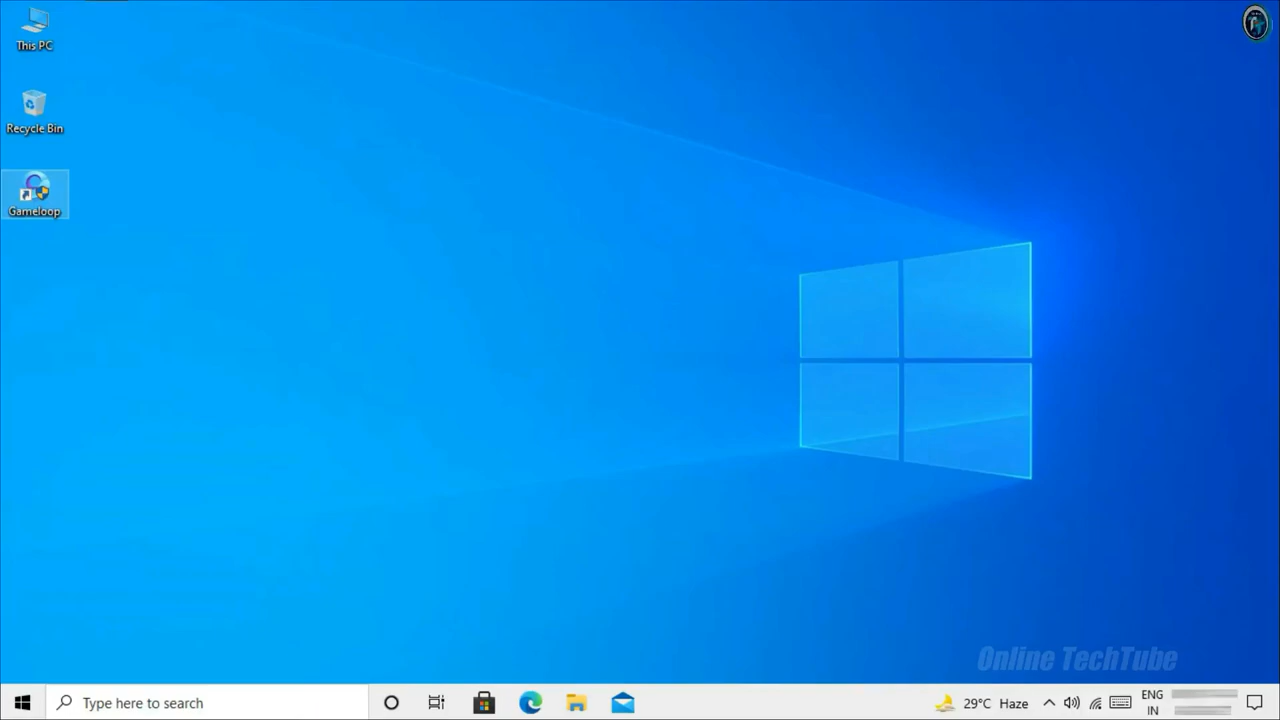 This PC
Recycle Bin
Gameloop
Online TechTube
Type here to search
29°C Haze
ENG
IN